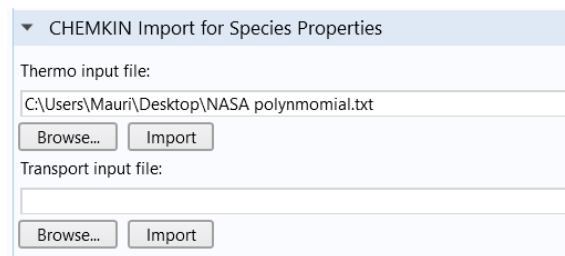 CHEMKIN Import for Species Properties
Thermo input file:
C:\Users\Mauri\Desktop\NASA polynmomial.txt
Browse... Import
Transport input file:
Browse... Import